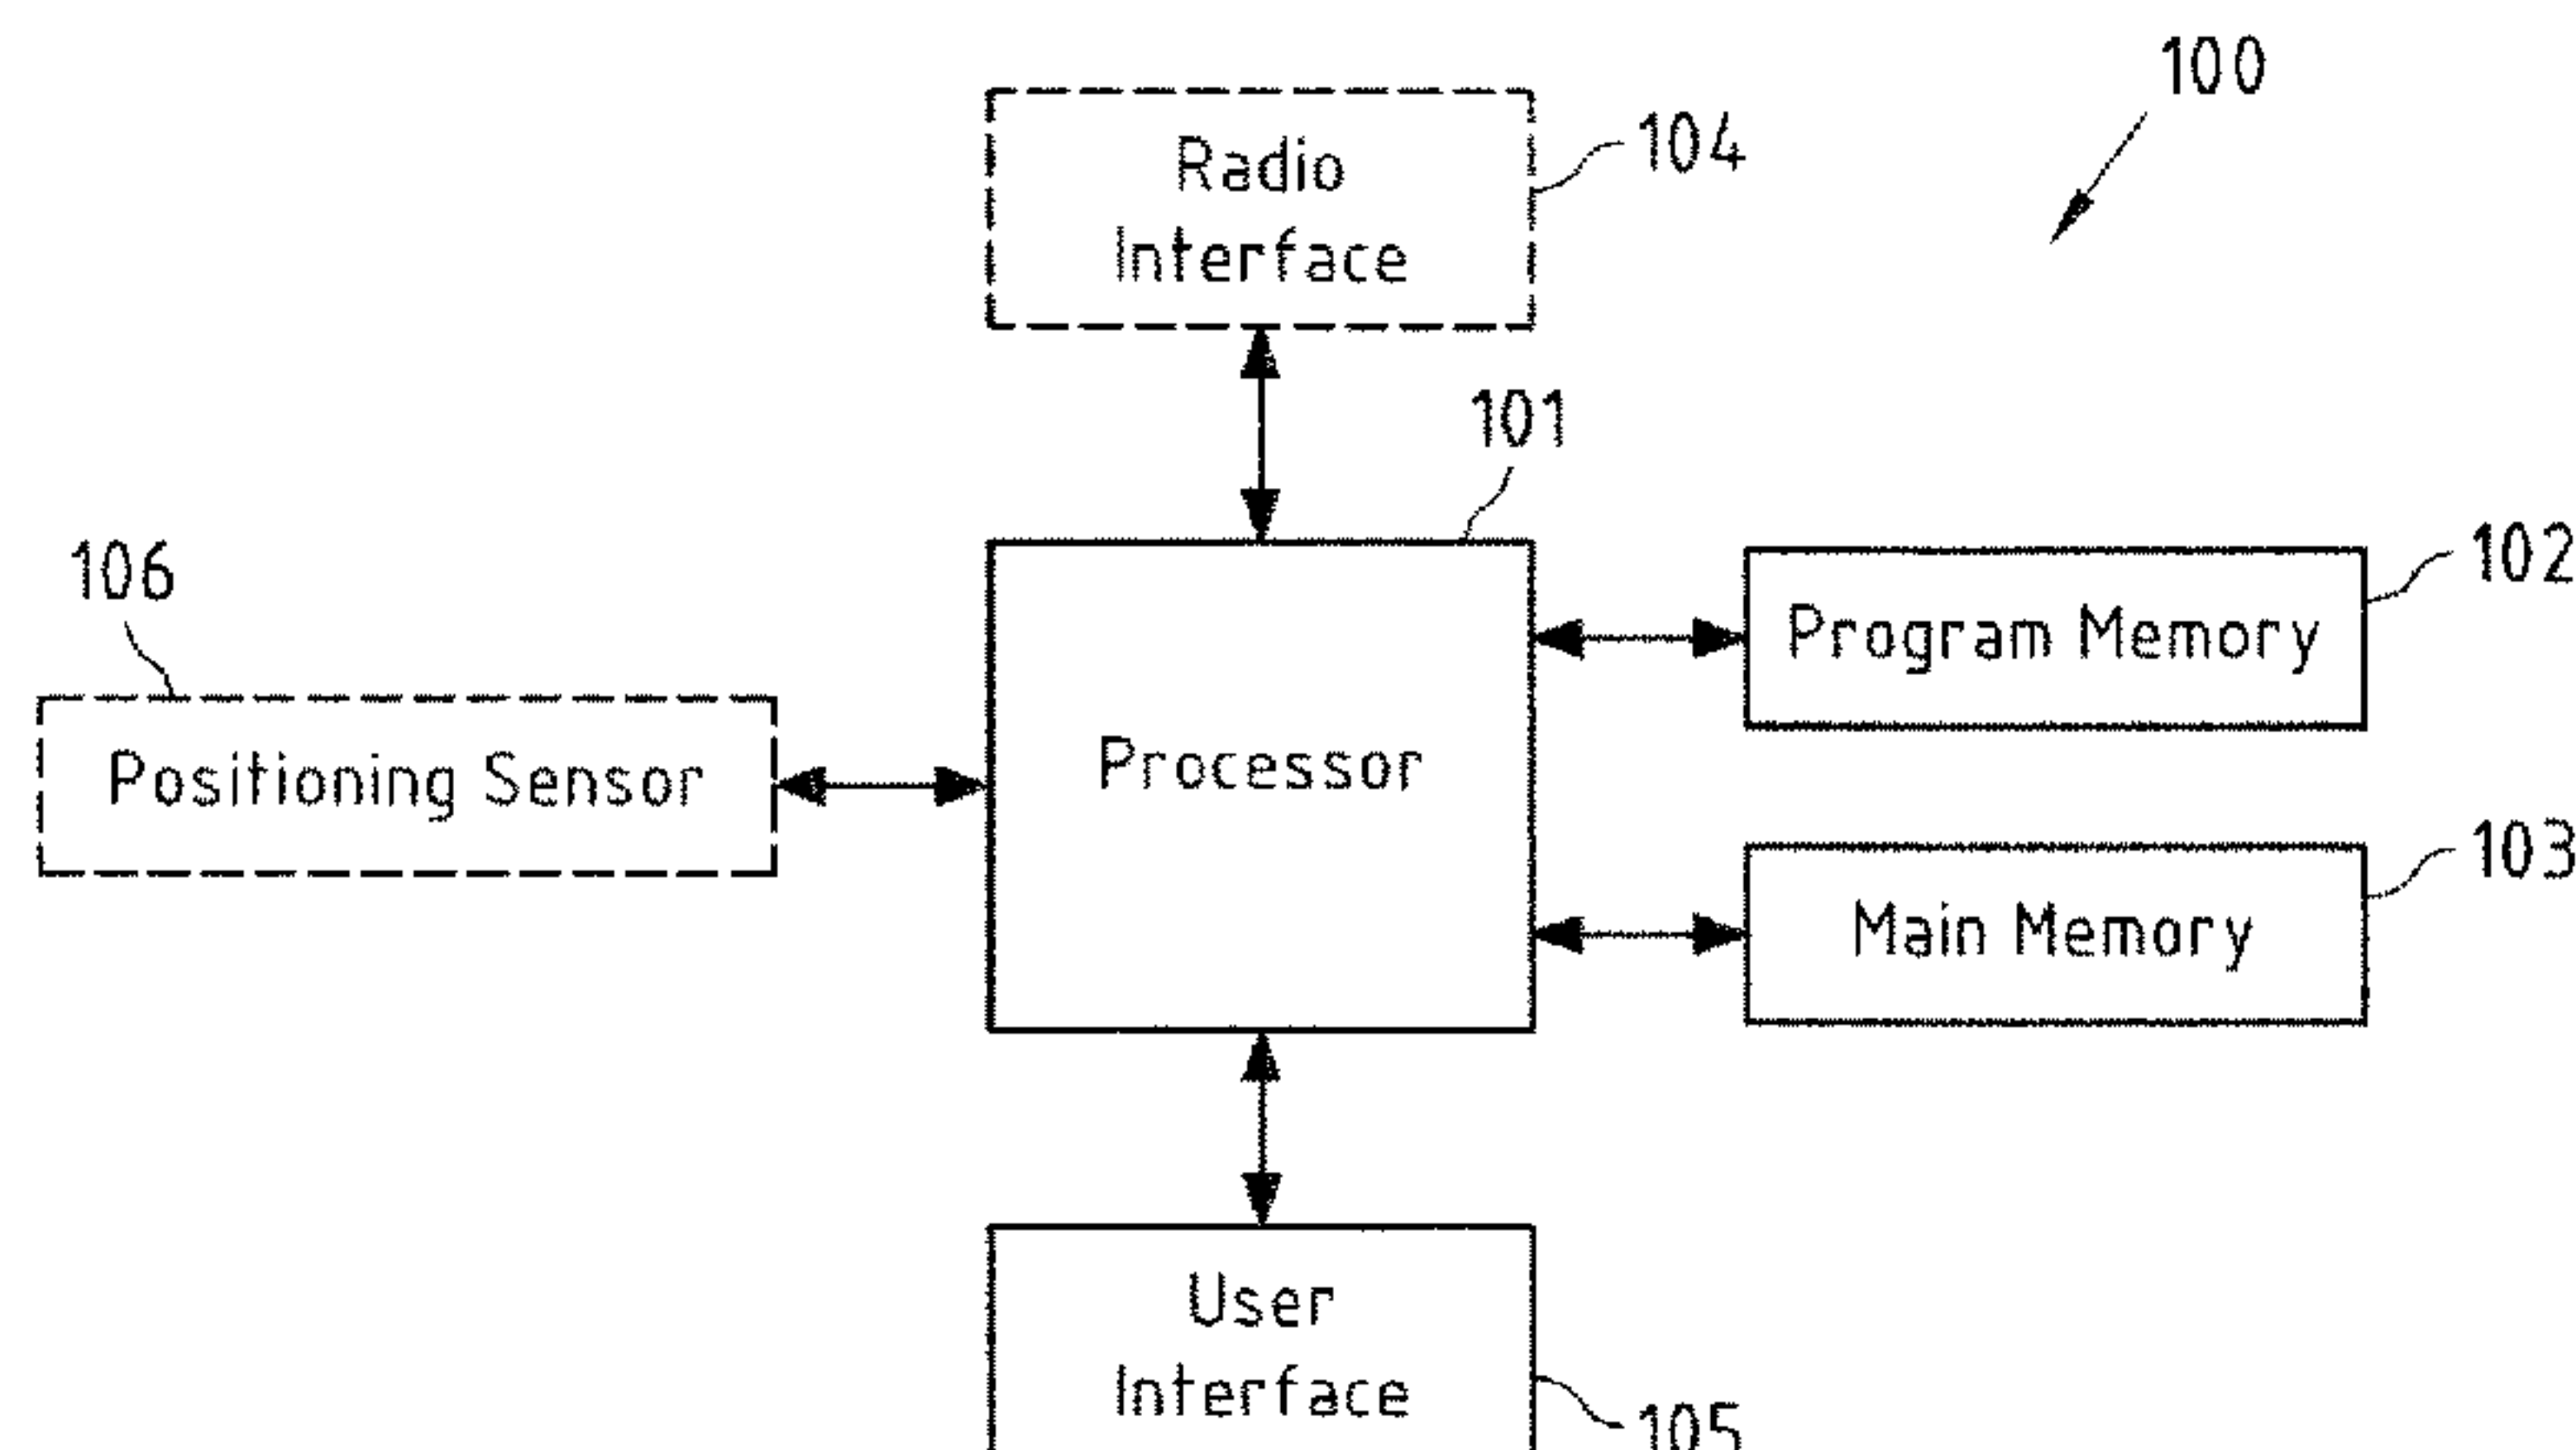 100
Radio
Interface
104
101
106
Positioning Sensor
Processor
Program Memory
102
Main Memory
103
User
Interface
105